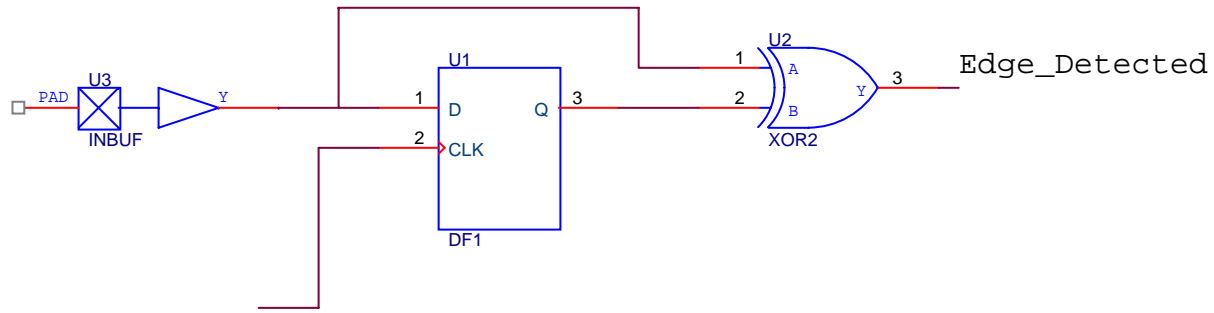 U3
PAD
Y
INBUF
U1
1
D
Q
3
2
CLK
DF1
U2
1
A
2
B
Y
3
XOR2
Edge_Detected